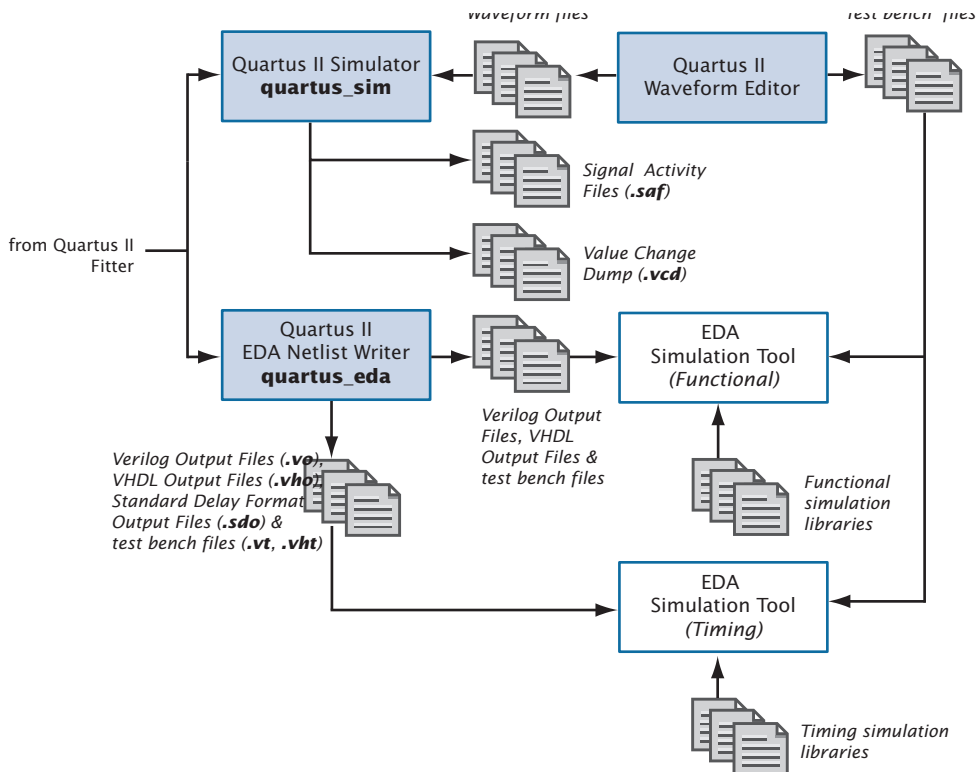 Waveform files
Test bench files
Quartus II Simulator
quartus_sim
Quartus II
Waveform Editor
Signal Activity
Files (.saf)
from Quartus II
Fitter
Value Change
Dump (.vcd)
Quartus II
EDA Netlist Writer
quartus_eda
EDA
Simulation Tool
(Functional)
Verilog Output
Files, VHDL
Output Files &
test bench files
Verilog Output Files (.vo),
VHDL Output Files (.vho),
Standard Delay Format
Output Files (.sdo) &
test bench files (.vt, .vht)
Functional
simulation
libraries
EDA
Simulation Tool
(Timing)
Timing simulation
libraries